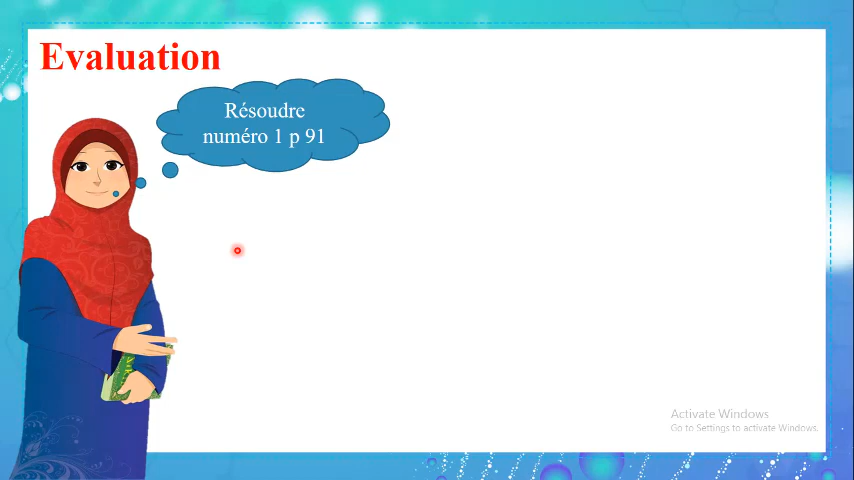 Evaluation
Résoudre
numéro 1 p 91
Activate Windows
Go to Settings to activate Windows.